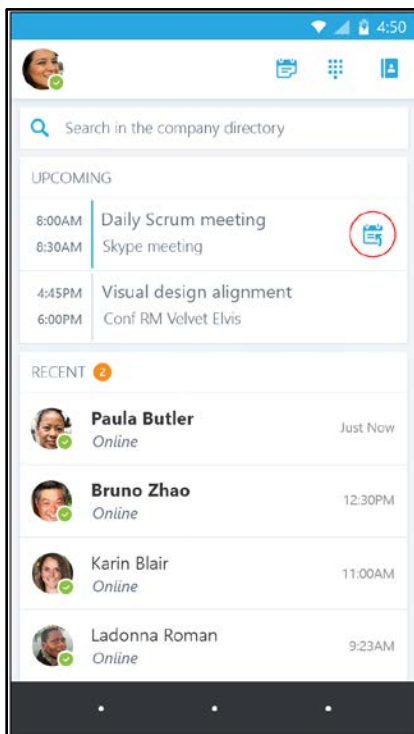 4:50
Search in the company directory
UPCOMING
8:00AM Daily Scrum meeting
8:30AM Skype meeting
4:45PM Visual design alignment
6:00PM Conf RM Velvet Elvis
RECENT 2
Paula Butler
Online
Just Now
Bruno Zhao
Online
12:30PM
Karin Blair
Online
11:00AM
Ladonna Roman
Online
9:23AM